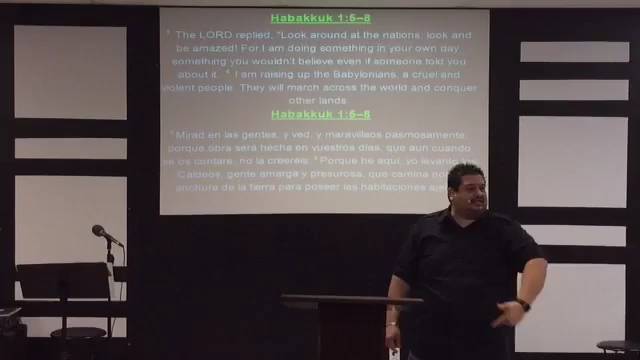 Habakkuk 1:5–8
5 The LORD replied, "Look around at the nations; look and
be amazed! For I am doing something in your own day,
something you wouldn't believe even if someone told you
about it. 6 I am raising up the Babylonians, a cruel and
violent people. They will march across the world and conquer
other lands.
Habakkuk 1:5–8
5 Mirad en las gentes, y ved, y maravillaos pasmosamente;
porque obra será hecha en vuestros días, que aun cuando
se os contare, no la creeréis. 6 Porque he aquí, yo levanto
Caldeos, gente amarga y presurosa, que camina por
anchura de la tierra para poseer las habitaciones